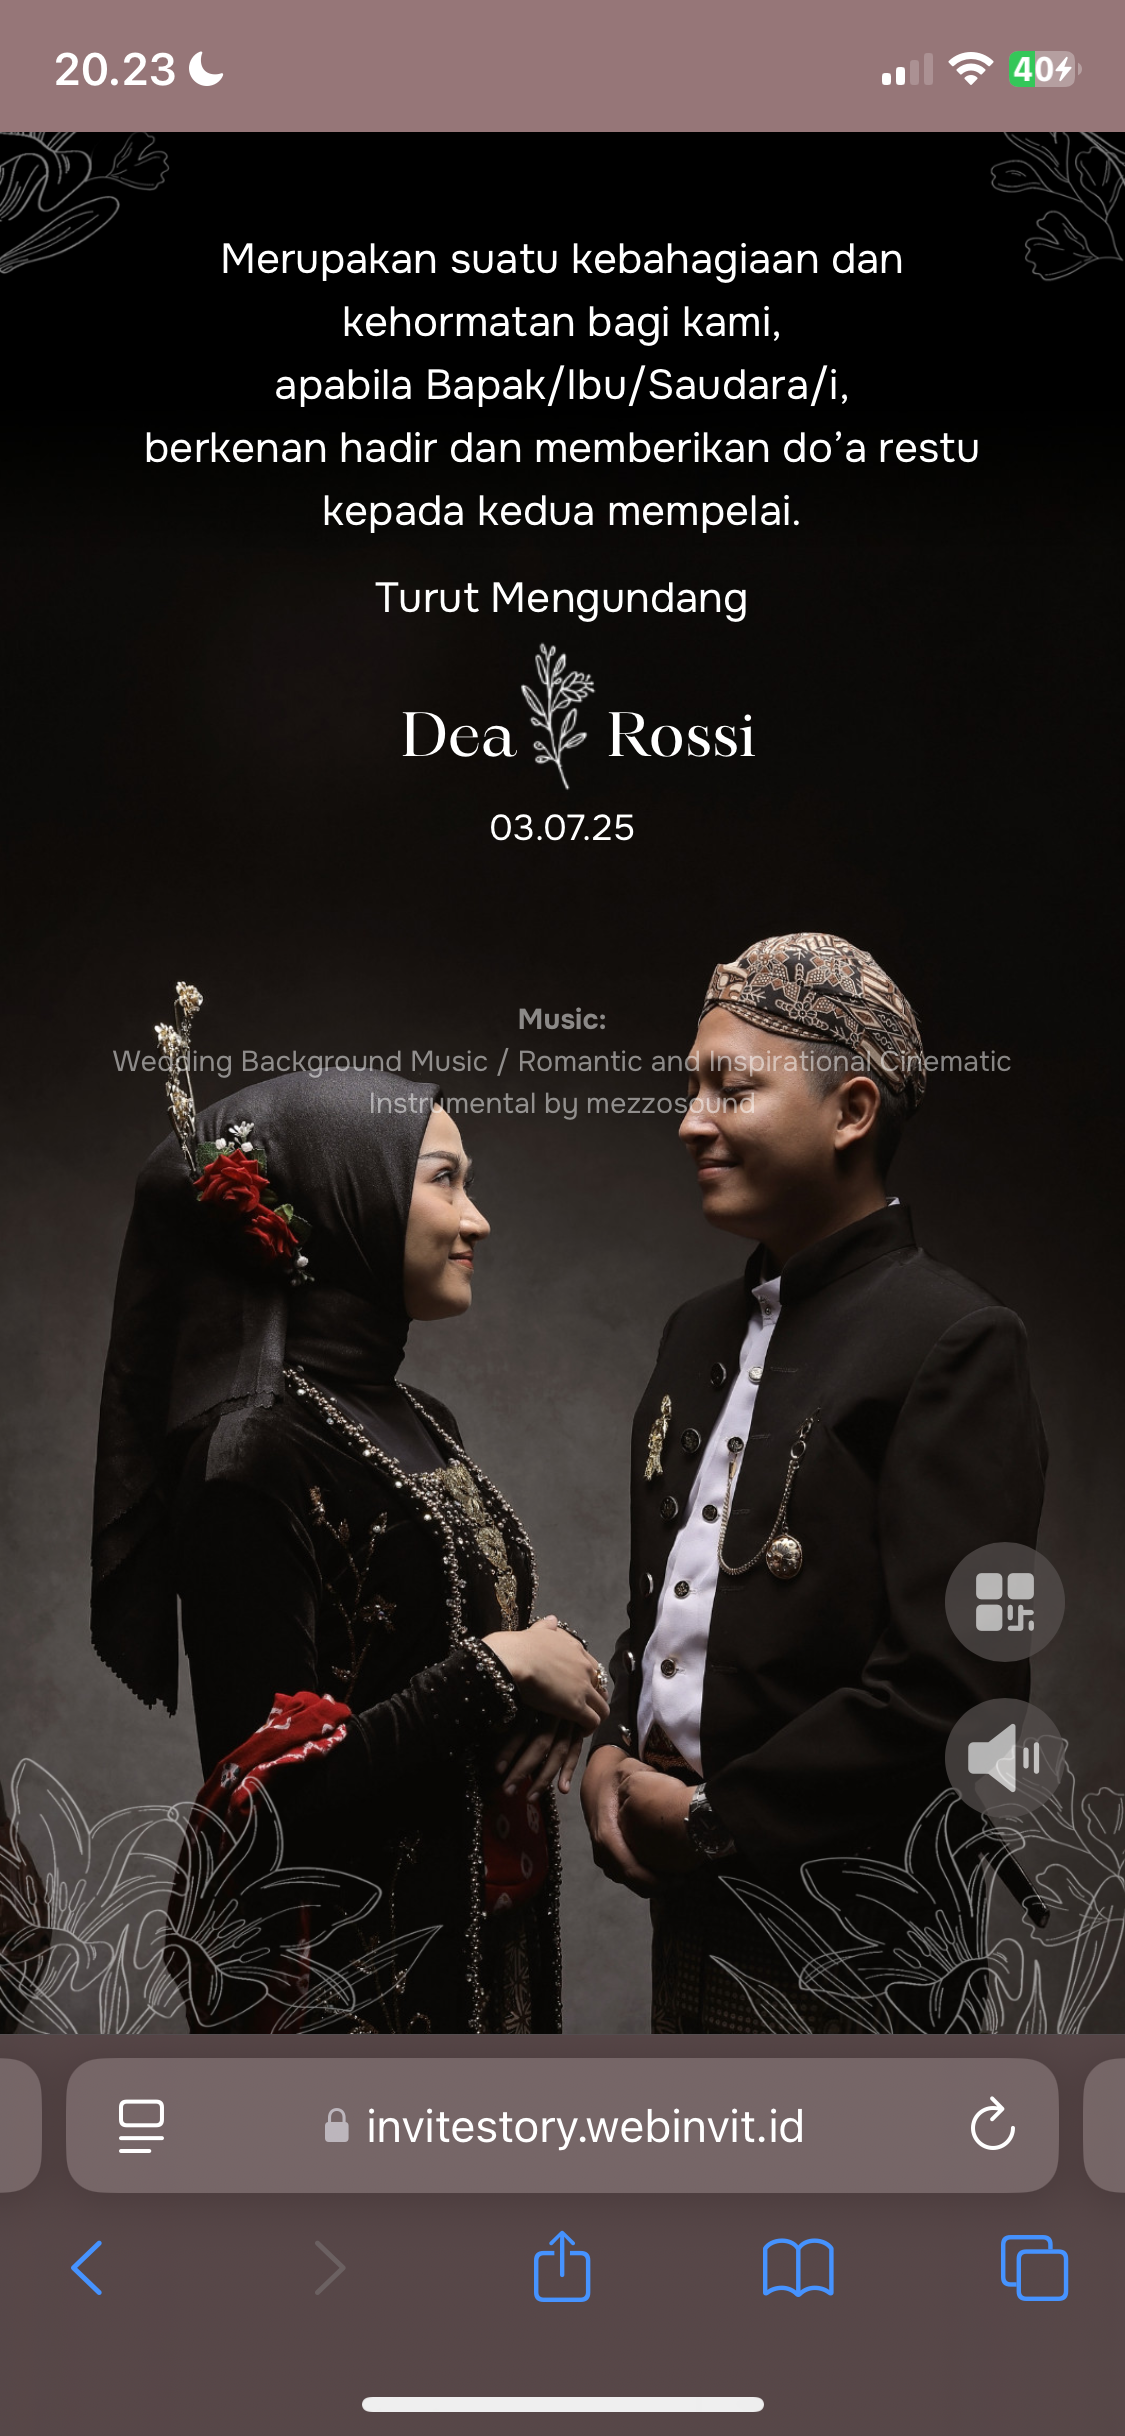 20.23
40
Merupakan suatu kebahagiaan dan
kehormatan bagi kami,
apabila Bapak/Ibu/Saudara/i,
berkenan hadir dan memberikan do’a restu
kepada kedua mempelai.
Turut Mengundang
Dea Rossi
03.07.25
Music:
Wedding Background Music / Romantic and Inspirational Cinematic
Instrumental by mezzosound
invitestory.webinvit.id